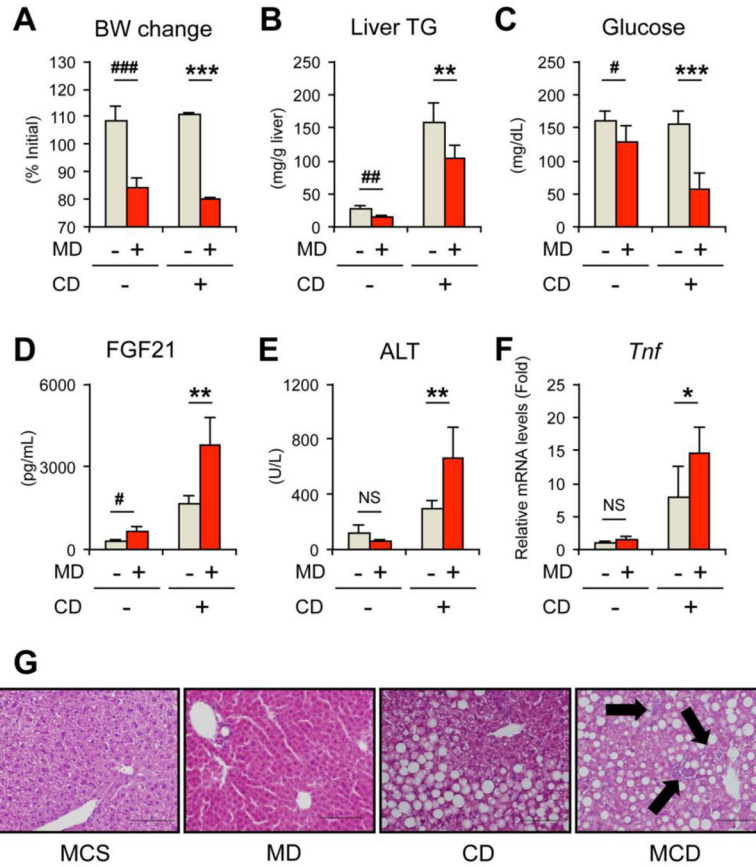 A BW change
B Liver TG
C Glucose
(% Initial)
130
120
110
100
90
80
70
###
***
MD - + - +
CD - +
(mg/g liver)
250
200
150
100
50
0
##
**
MD - + - +
CD - +
(mg/dL)
250
200
150
100
50
0
#
***
MD - + - +
CD - +
D FGF21
E ALT
F Tnf
(pg/mL)
6000
3000
0
#
**
MD - + - +
CD - +
(U/L)
1200
800
400
0
NS
**
MD - + - +
CD - +
Relative mRNA levels (Fold)
25
20
15
10
5
0
NS
*
MD - + - +
CD - +
G
MCS
MD
CD
MCD